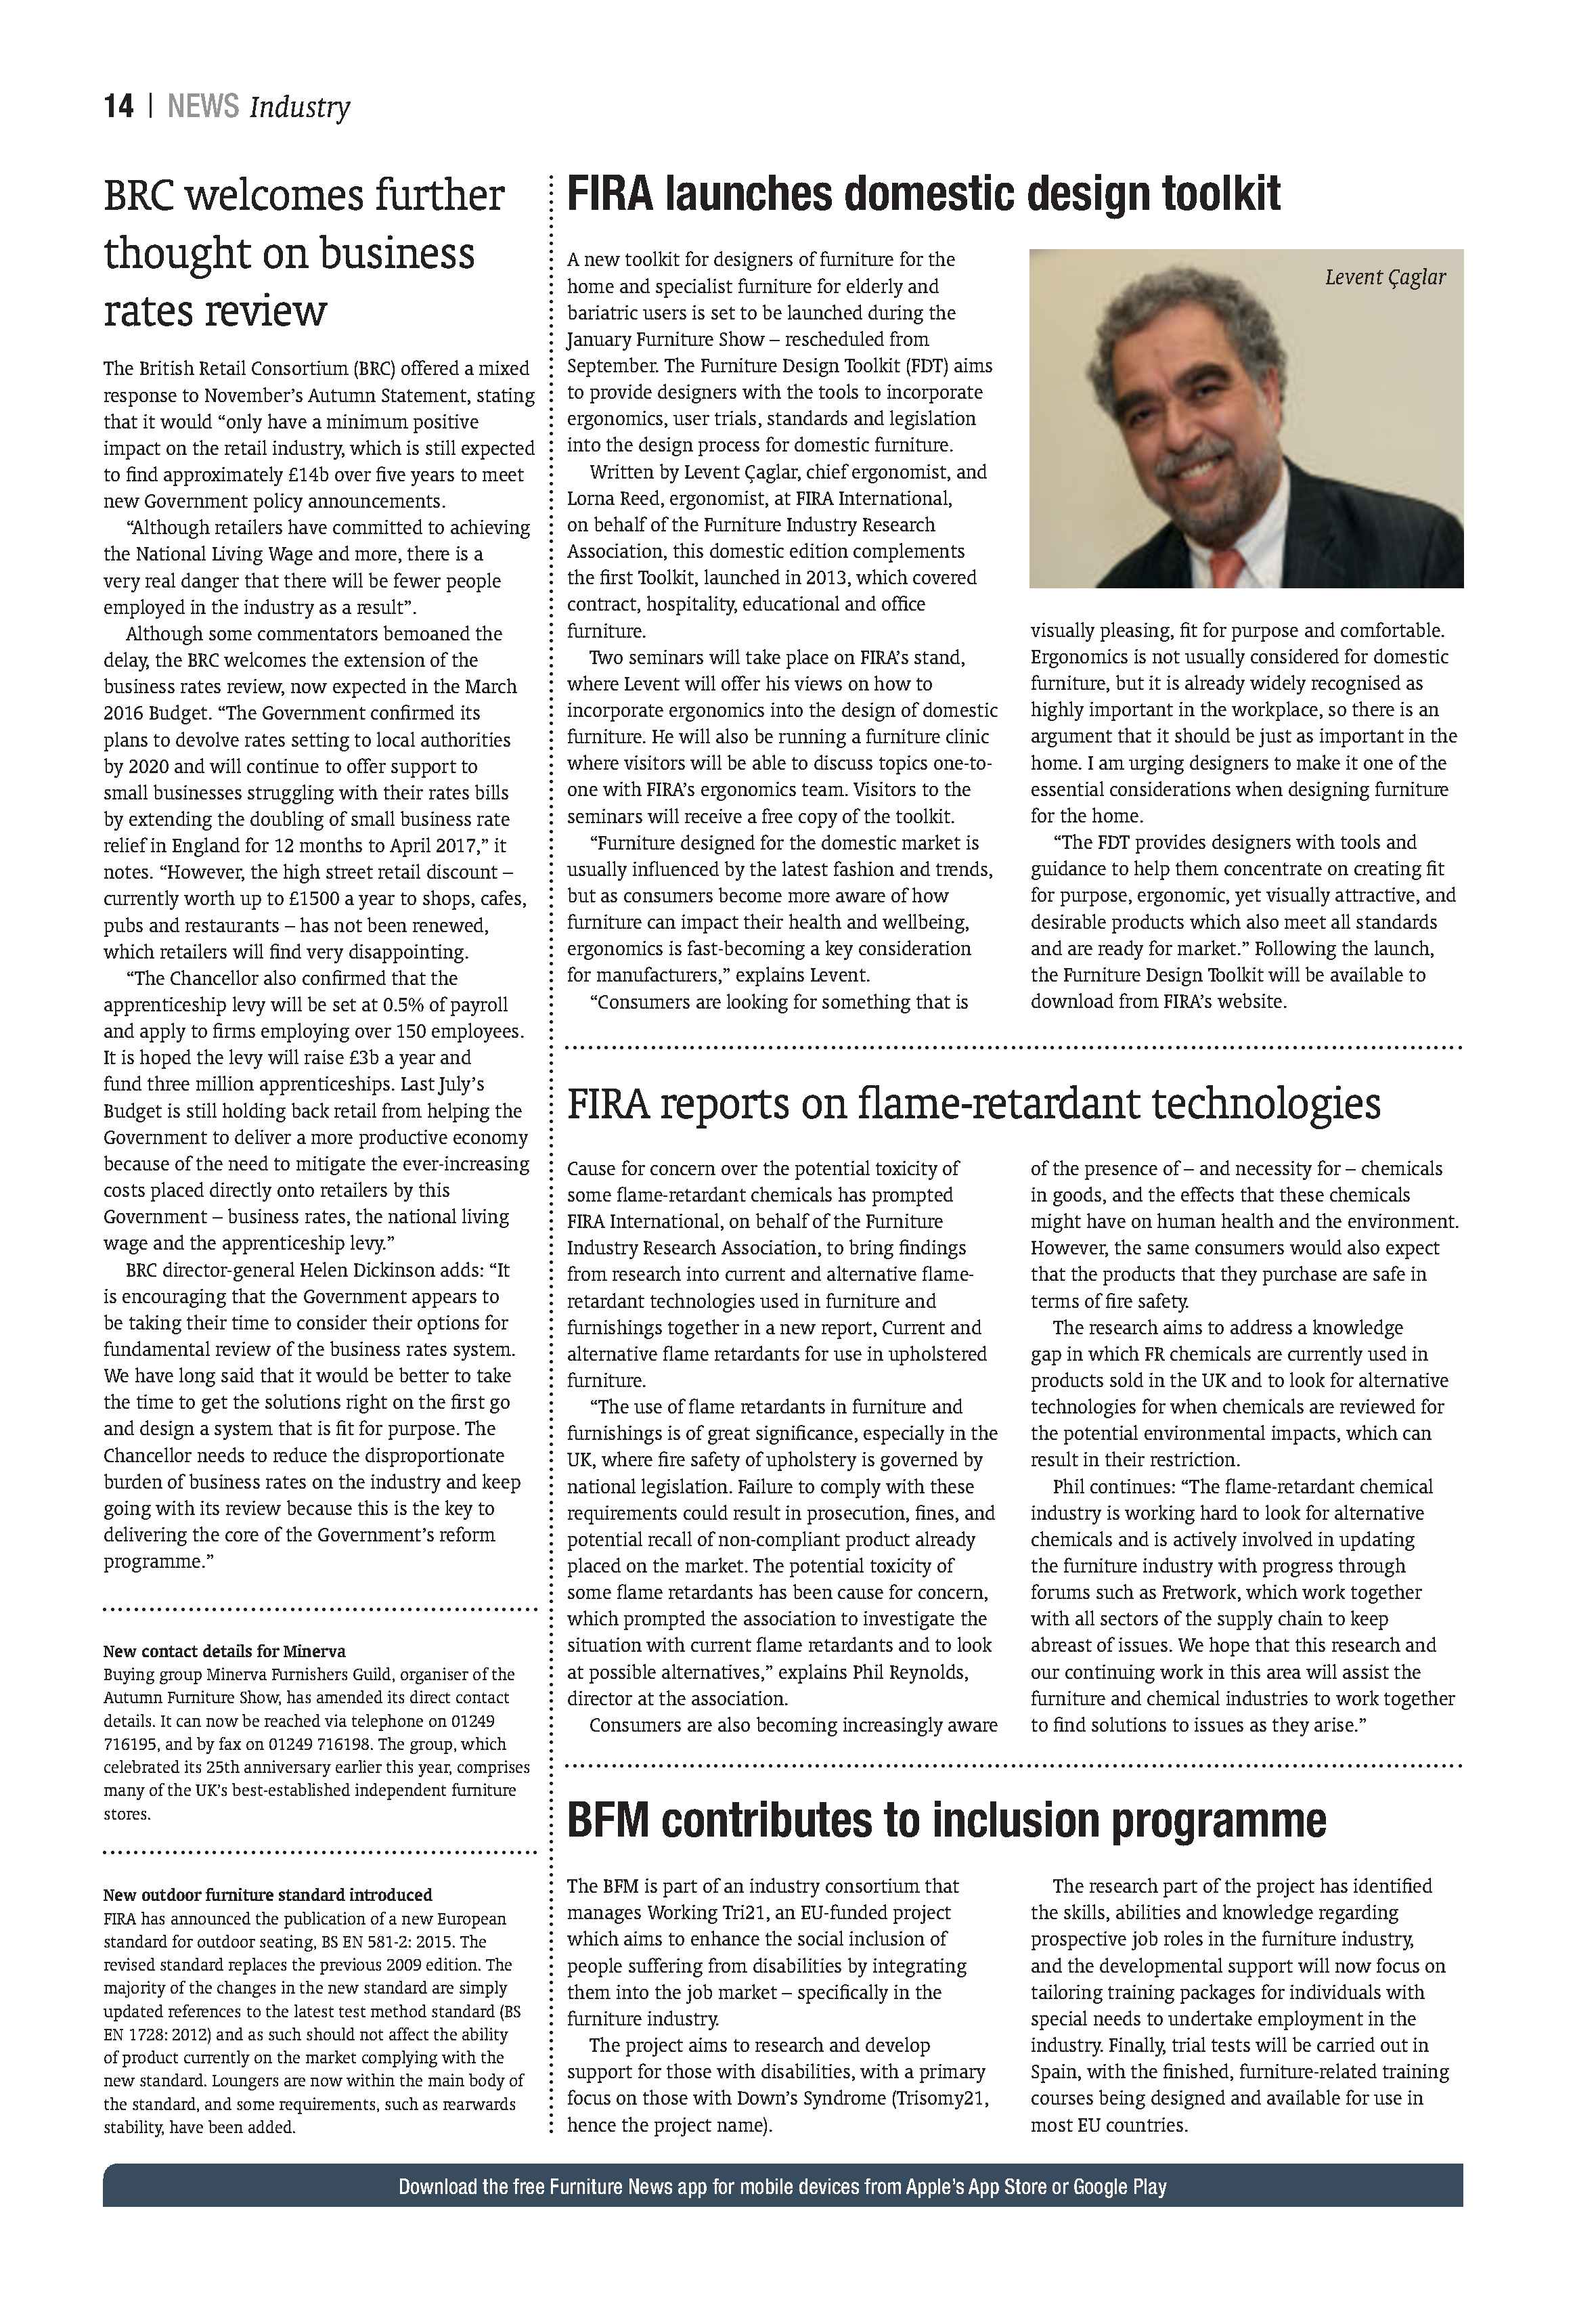 14 | NEWS Industry
BRC welcomes further
thought on business
rates review
The British Retail Consortium (BRC) offered a mixed
response to November’s Autumn Statement, stating
that it would “only have a minimum positive
impact on the retail industry, which is still expected
to find approximately £14b over five years to meet
new Government policy announcements.
“Although retailers have committed to achieving
the National Living Wage and more, there is a
very real danger that there will be fewer people
employed in the industry as a result”.
Although some commentators bemoaned the
delay, the BRC welcomes the extension of the
business rates review, now expected in the March
2016 Budget. “The Government confirmed its
plans to devolve rates setting to local authorities
by 2020 and will continue to offer support to
small businesses struggling with their rates bills
by extending the doubling of small business rate
relief in England for 12 months to April 2017,” it
notes. “However, the high street retail discount –
currently worth up to £1500 a year to shops, cafes,
pubs and restaurants – has not been renewed,
which retailers will find very disappointing.
“The Chancellor also confirmed that the
apprenticeship levy will be set at 0.5% of payroll
and apply to firms employing over 150 employees.
It is hoped the levy will raise £3b a year and
fund three million apprenticeships. Last July’s
Budget is still holding back retail from helping the
Government to deliver a more productive economy
because of the need to mitigate the ever-increasing
costs placed directly onto retailers by this
Government – business rates, the national living
wage and the apprenticeship levy.”
BRC director-general Helen Dickinson adds: “It
is encouraging that the Government appears to
be taking their time to consider their options for
fundamental review of the business rates system.
We have long said that it would be better to take
the time to get the solutions right on the first go
and design a system that is fit for purpose. The
Chancellor needs to reduce the disproportionate
burden of business rates on the industry and keep
going with its review because this is the key to
delivering the core of the Government’s reform
programme.”
New contact details for Minerva
Buying group Minerva Furnishers Guild, organiser of the
Autumn Furniture Show, has amended its direct contact
details. It can now be reached via telephone on 01249
716195, and by fax on 01249 716198. The group, which
celebrated its 25th anniversary earlier this year, comprises
many of the UK’s best-established independent furniture
stores.
New outdoor furniture standard introduced
FIRA has announced the publication of a new European
standard for outdoor seating, BS EN 581-2: 2015. The
revised standard replaces the previous 2009 edition. The
majority of the changes in the new standard are simply
updated references to the latest test method standard (BS
EN 1728: 2012) and as such should not affect the ability
of product currently on the market complying with the
new standard. Loungers are now within the main body of
the standard, and some requirements, such as rearwards
stability, have been added.
FIRA launches domestic design toolkit
A new toolkit for designers of furniture for the
home and specialist furniture for elderly and
bariatric users is set to be launched during the
January Furniture Show – rescheduled from
September. The Furniture Design Toolkit (FDT) aims
to provide designers with the tools to incorporate
ergonomics, user trials, standards and legislation
into the design process for domestic furniture.
Written by Levent Çaglar, chief ergonomist, and
Lorna Reed, ergonomist, at FIRA International,
on behalf of the Furniture Industry Research
Association, this domestic edition complements
the first Toolkit, launched in 2013, which covered
contract, hospitality, educational and office
furniture.
Two seminars will take place on FIRA’s stand,
where Levent will offer his views on how to
incorporate ergonomics into the design of domestic
furniture. He will also be running a furniture clinic
where visitors will be able to discuss topics one-to-
one with FIRA’s ergonomics team. Visitors to the
seminars will receive a free copy of the toolkit.
“Furniture designed for the domestic market is
usually influenced by the latest fashion and trends,
but as consumers become more aware of how
furniture can impact their health and wellbeing,
ergonomics is fast-becoming a key consideration
for manufacturers,” explains Levent.
“Consumers are looking for something that is
Levent Çaglar
visually pleasing, fit for purpose and comfortable.
Ergonomics is not usually considered for domestic
furniture, but it is already widely recognised as
highly important in the workplace, so there is an
argument that it should be just as important in the
home. I am urging designers to make it one of the
essential considerations when designing furniture
for the home.
“The FDT provides designers with tools and
guidance to help them concentrate on creating fit
for purpose, ergonomic, yet visually attractive, and
desirable products which also meet all standards
and are ready for market.” Following the launch,
the Furniture Design Toolkit will be available to
download from FIRA’s website.
FIRA reports on flame-retardant technologies
Cause for concern over the potential toxicity of
some flame-retardant chemicals has prompted
FIRA International, on behalf of the Furniture
Industry Research Association, to bring findings
from research into current and alternative flame-
retardant technologies used in furniture and
furnishings together in a new report, Current and
alternative flame retardants for use in upholstered
furniture.
“The use of flame retardants in furniture and
furnishings is of great significance, especially in the
UK, where fire safety of upholstery is governed by
national legislation. Failure to comply with these
requirements could result in prosecution, fines, and
potential recall of non-compliant product already
placed on the market. The potential toxicity of
some flame retardants has been cause for concern,
which prompted the association to investigate the
situation with current flame retardants and to look
at possible alternatives,” explains Phil Reynolds,
director at the association.
Consumers are also becoming increasingly aware
of the presence of – and necessity for – chemicals
in goods, and the effects that these chemicals
might have on human health and the environment.
However, the same consumers would also expect
that the products that they purchase are safe in
terms of fire safety.
The research aims to address a knowledge
gap in which FR chemicals are currently used in
products sold in the UK and to look for alternative
technologies for when chemicals are reviewed for
the potential environmental impacts, which can
result in their restriction.
Phil continues: “The flame-retardant chemical
industry is working hard to look for alternative
chemicals and is actively involved in updating
the furniture industry with progress through
forums such as Fretwork, which work together
with all sectors of the supply chain to keep
abreast of issues. We hope that this research and
our continuing work in this area will assist the
furniture and chemical industries to work together
to find solutions to issues as they arise.”
BFM contributes to inclusion programme
The BFM is part of an industry consortium that
manages Working Tri21, an EU-funded project
which aims to enhance the social inclusion of
people suffering from disabilities by integrating
them into the job market – specifically in the
furniture industry.
The project aims to research and develop
support for those with disabilities, with a primary
focus on those with Down’s Syndrome (Trisomy21,
hence the project name).
The research part of the project has identified
the skills, abilities and knowledge regarding
prospective job roles in the furniture industry,
and the developmental support will now focus on
tailoring training packages for individuals with
special needs to undertake employment in the
industry. Finally, trial tests will be carried out in
Spain, with the finished, furniture-related training
courses being designed and available for use in
most EU countries.
Download the free Furniture News app for mobile devices from Apple’s App Store or Google Play